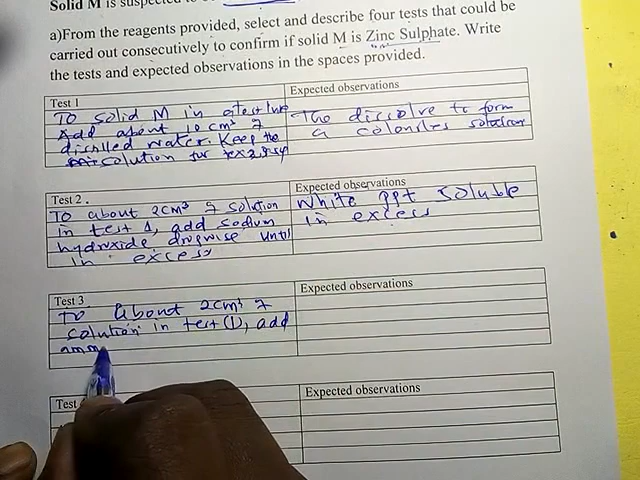 Solid M is suspected to be
a)From the reagents provided, select and describe four tests that could be
carried out consecutively to confirm if solid M is Zinc Sulphate. Write
the tests and expected observations in the spaces provided.
Test 1
Expected observations
To solid M in a test tube
Add about 10 cm³ of
distilled water. Keep the
solution for
The dissolve to form
a colourless solution
Test 2.
Expected observations
To about 2cm³ of solution
in test 1, add sodium
hydroxide dropwise until
in excess
White ppt soluble
in excess
Test 3
Expected observations
To about 2cm³ of
solution in test (1), add
amm
Test
Expected observations